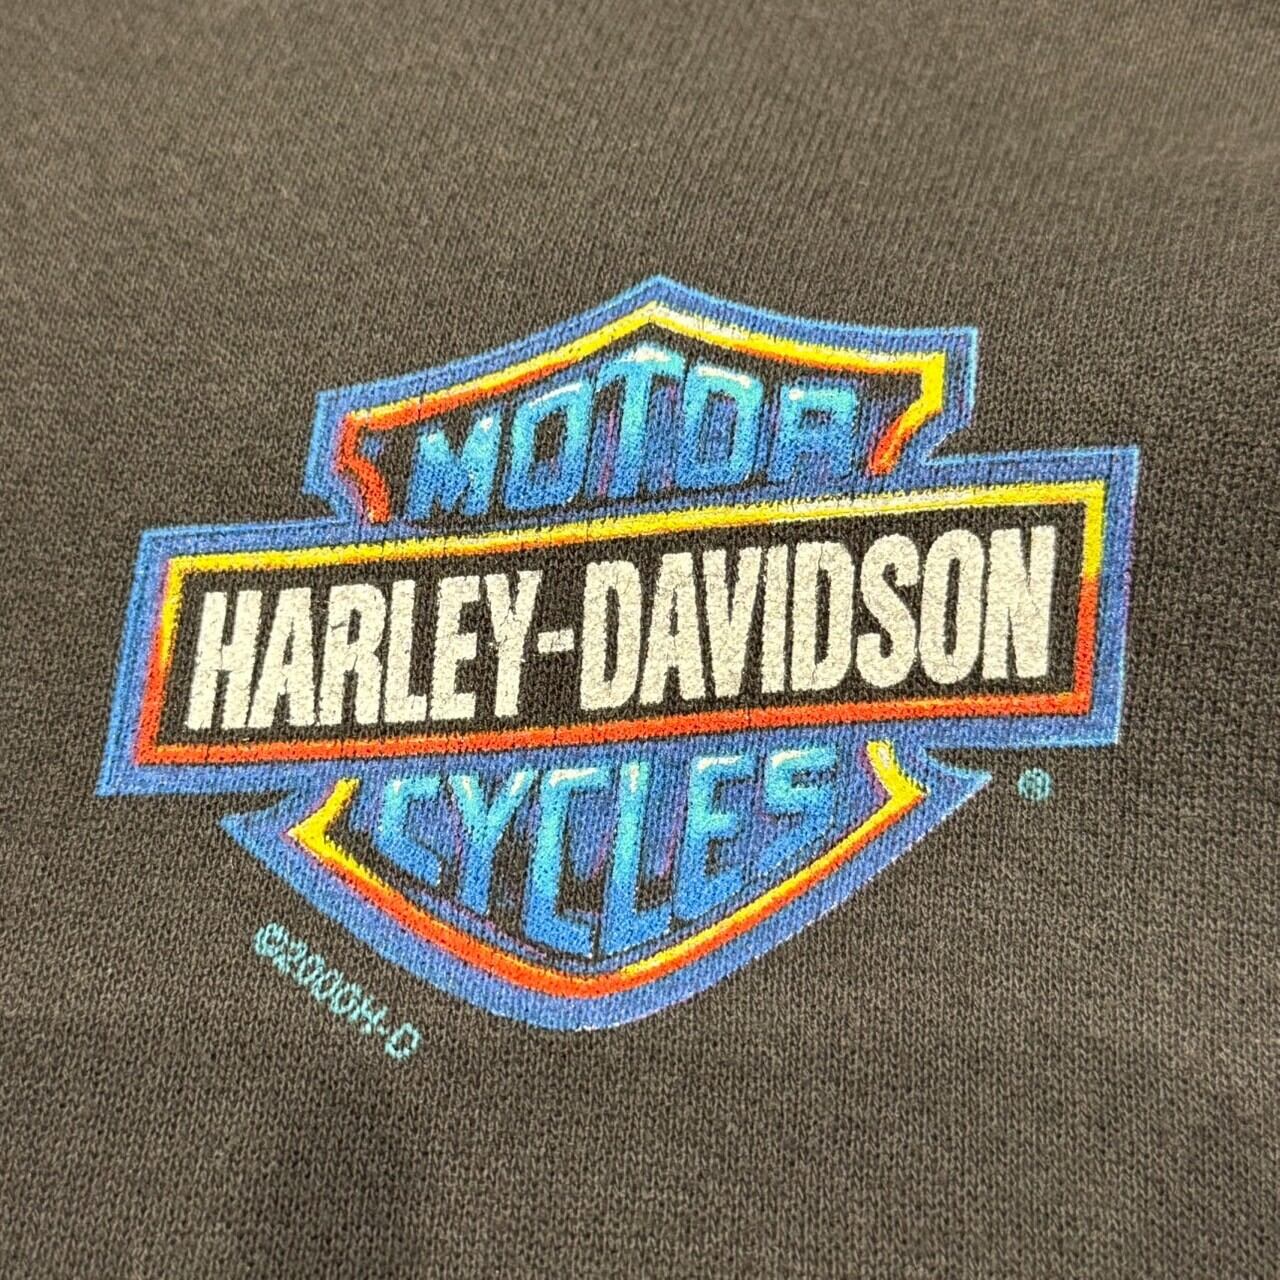 MOTOR
HARLEY-DAVIDSON
CYCLES
®
©2000H-D